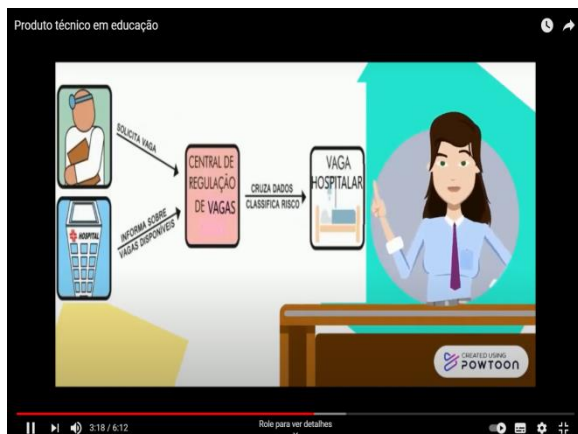 Produto técnico em educação
SOLICITA VAGA
INFORMA SOBRE
VAGAS DISPONÍVEIS
HOSPITAL
CENTRAL DE
REGULAÇÃO
DE VAGAS
CRUZA DADOS
CLASSIFICA RISCO
VAGA
HOSPITALAR
CREATED USING
POWTOON
3:18 / 6:12
Role para ver detalhes